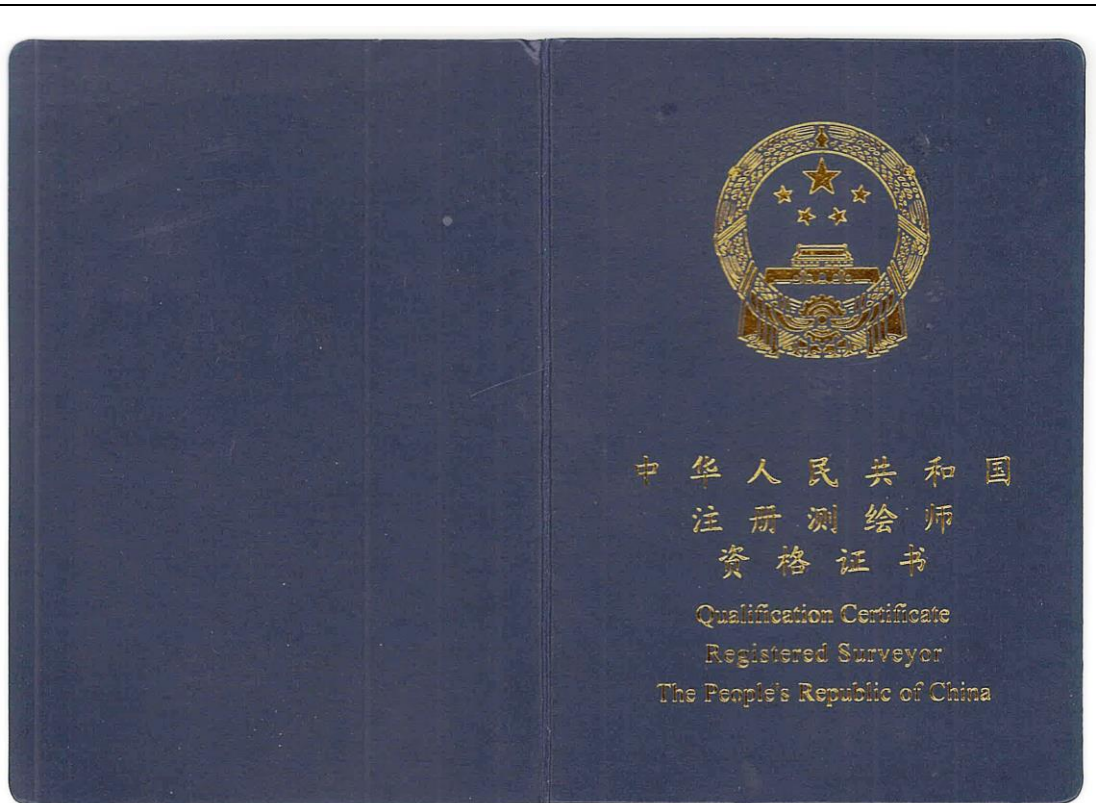 中华人民共和国
注册测绘师
资格证书
Qualification Certificate
Registered Surveyor
The People's Republic of China